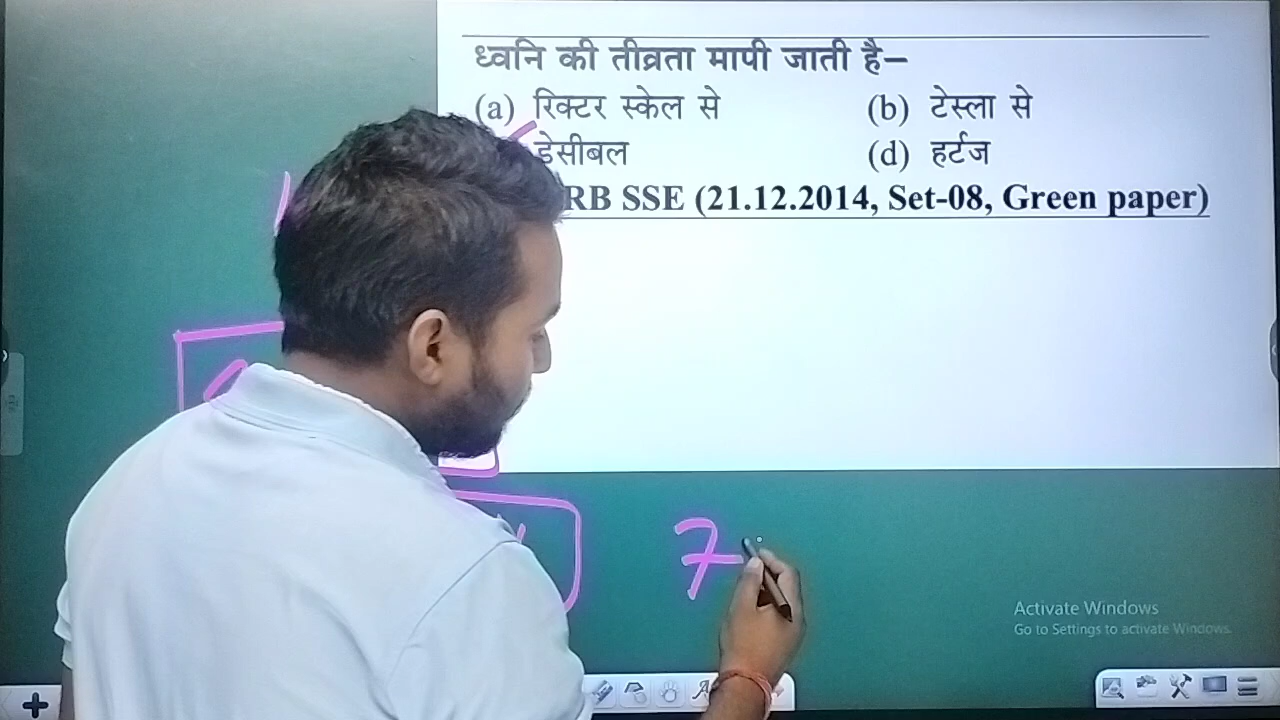 ध्वनि की तीव्रता मापी जाती है–
(a) रिक्टर स्केल से (b) टेस्ला से
डेसीबल (d) हर्टज
RB SSE (21.12.2014, Set-08, Green paper)
7
Activate Windows
Go to Settings to activate Windows.